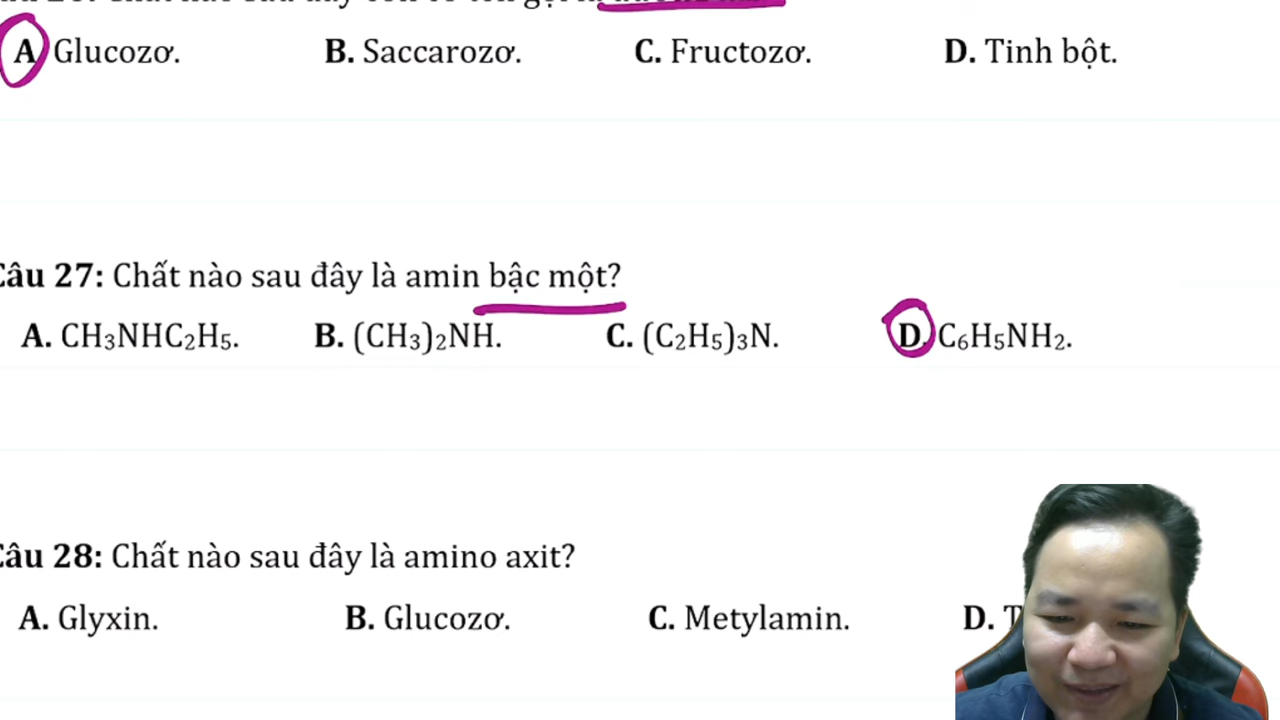 A Glucozơ. B. Saccarozơ. C. Fructozơ. D. Tinh bột.
Câu 27: Chất nào sau đây là amin bậc một?
A. CH₃NHC₂H₅. B. (CH₃)₂NH. C. (C₂H₅)₃N. D. C₆H₅NH₂.
Câu 28: Chất nào sau đây là amino axit?
A. Glyxin. B. Glucozơ. C. Metylamin. D.